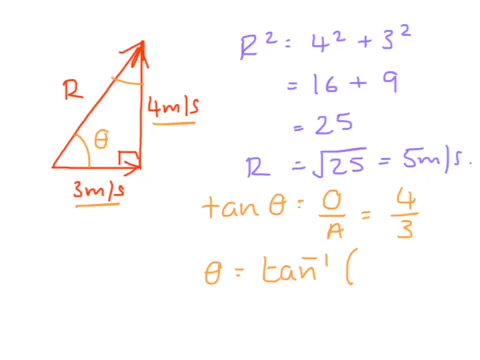 R² = 4² + 3²
= 16 + 9
= 25
R = √25 = 5m/s.
R
4m/s
θ
3m/s
tan θ = O/A = 4/3
θ = tan⁻¹ (